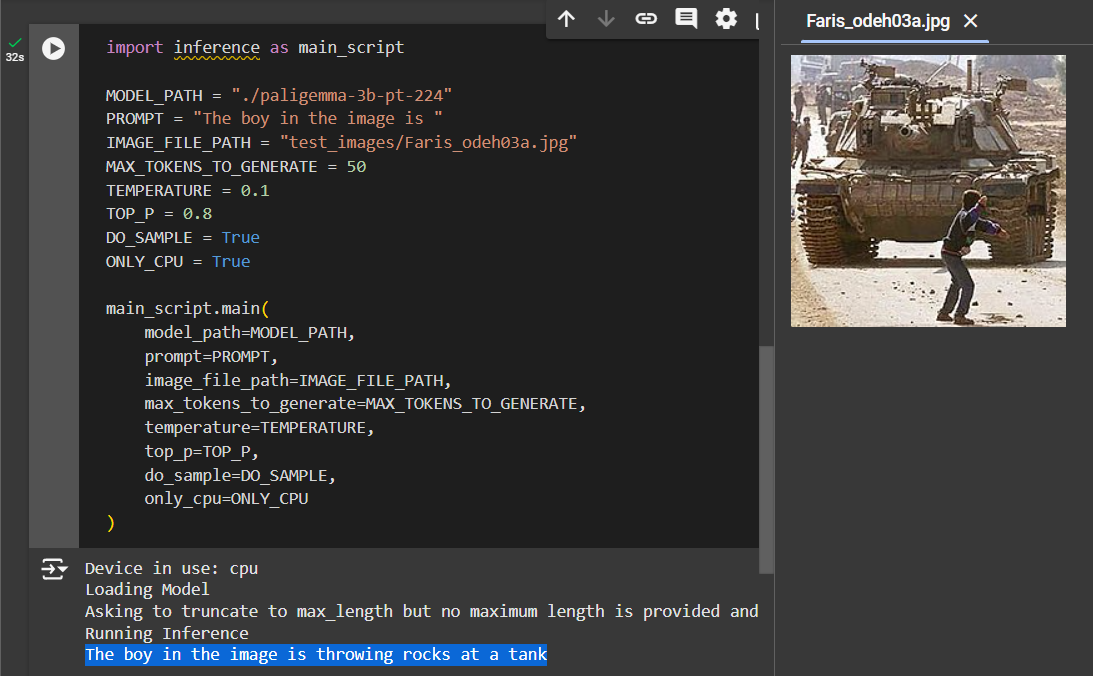 Faris_odeh03a.jpg
32s
import inference as main_script
MODEL_PATH = "./paligemma-3b-pt-224"
PROMPT = "The boy in the image is "
IMAGE_FILE_PATH = "test_images/Faris_odeh03a.jpg"
MAX_TOKENS_TO_GENERATE = 50
TEMPERATURE = 0.1
TOP_P = 0.8
DO_SAMPLE = True
ONLY_CPU = True
main_script.main(
model_path=MODEL_PATH,
prompt=PROMPT,
image_file_path=IMAGE_FILE_PATH,
max_tokens_to_generate=MAX_TOKENS_TO_GENERATE,
temperature=TEMPERATURE,
top_p=TOP_P,
do_sample=DO_SAMPLE,
only_cpu=ONLY_CPU
)
Device in use: cpu
Loading Model
Asking to truncate to max_length but no maximum length is provided and
Running Inference
The boy in the image is throwing rocks at a tank